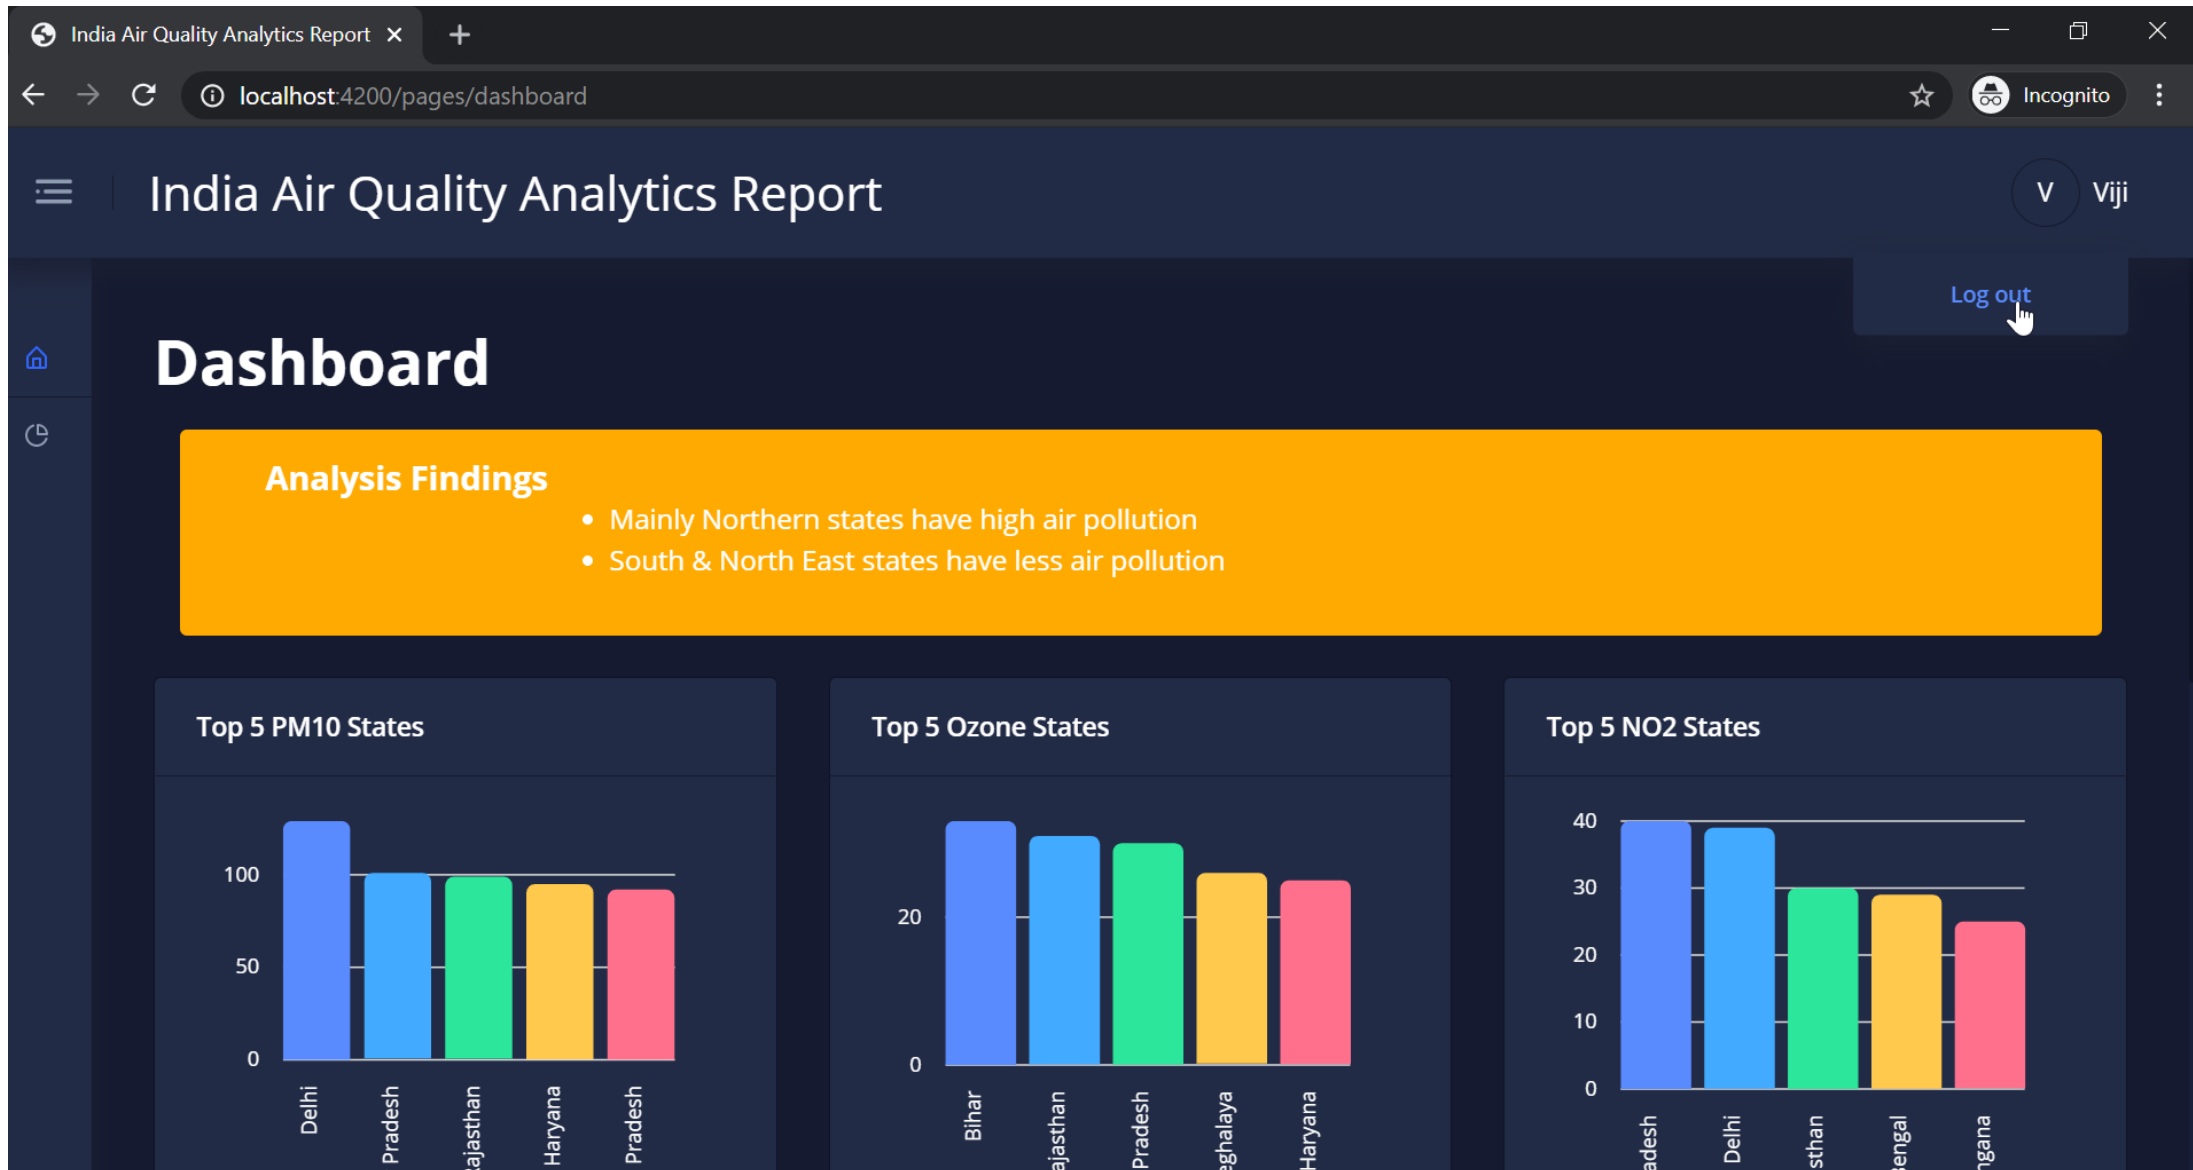 India Air Quality Analytics Report
localhost:4200/pages/dashboard
Incognito
India Air Quality Analytics Report
V Viji
Log out
Dashboard
Analysis Findings
Mainly Northern states have high air pollution
South & North East states have less air pollution
Top 5 PM10 States
100
50
0
Delhi
Pradesh
ajasthan
Haryana
Pradesh
Top 5 Ozone States
20
0
Bihar
ajasthan
Pradesh
eghalaya
Haryana
Top 5 NO2 States
40
30
20
10
0
adesh
Delhi
sthan
engal
ngana